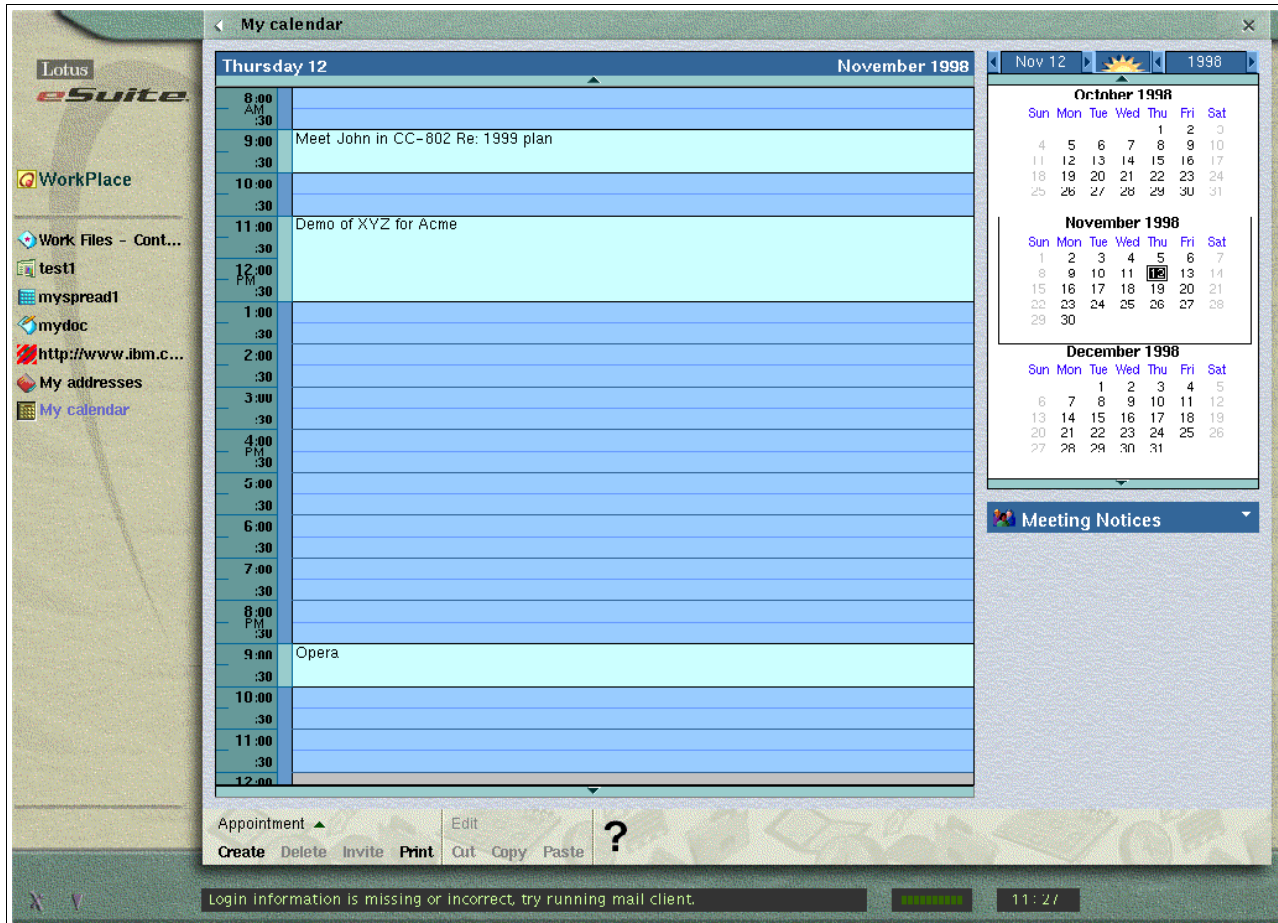 My calendar
Lotus
eSuite.
WorkPlace
Work Files - Cont...
test1
myspread1
mydoc
http://www.ibm.c...
My addresses
My calendar
Thursday 12 November 1998
8:00
AM
:30
9:00 Meet John in CC-802 Re: 1999 plan
:30
10:00
:30
11:00 Demo of XYZ for Acme
:30
12:00
PM
:30
1:00
:30
2:00
:30
3:00
:30
4:00
PM
:30
5:00
:30
6:00
:30
7:00
:30
8:00
PM
:30
9:00 Opera
:30
10:00
:30
11:00
:30
12:00
Nov 12 1998
October 1998
Sun Mon Tue Wed Thu Fri Sat
1 2 3
4 5 6 7 8 9 10
11 12 13 14 15 16 17
18 19 20 21 22 23 24
25 26 27 28 29 30 31
November 1998
Sun Mon Tue Wed Thu Fri Sat
1 2 3 4 5 6 7
8 9 10 11 12 13 14
15 16 17 18 19 20 21
22 23 24 25 26 27 28
29 30
December 1998
Sun Mon Tue Wed Thu Fri Sat
1 2 3 4 5
6 7 8 9 10 11 12
13 14 15 16 17 18 19
20 21 22 23 24 25 26
27 28 29 30 31
Meeting Notices
Appointment Edit ?
Create Delete Invite Print Cut Copy Paste
Login information is missing or incorrect, try running mail client.
11:27